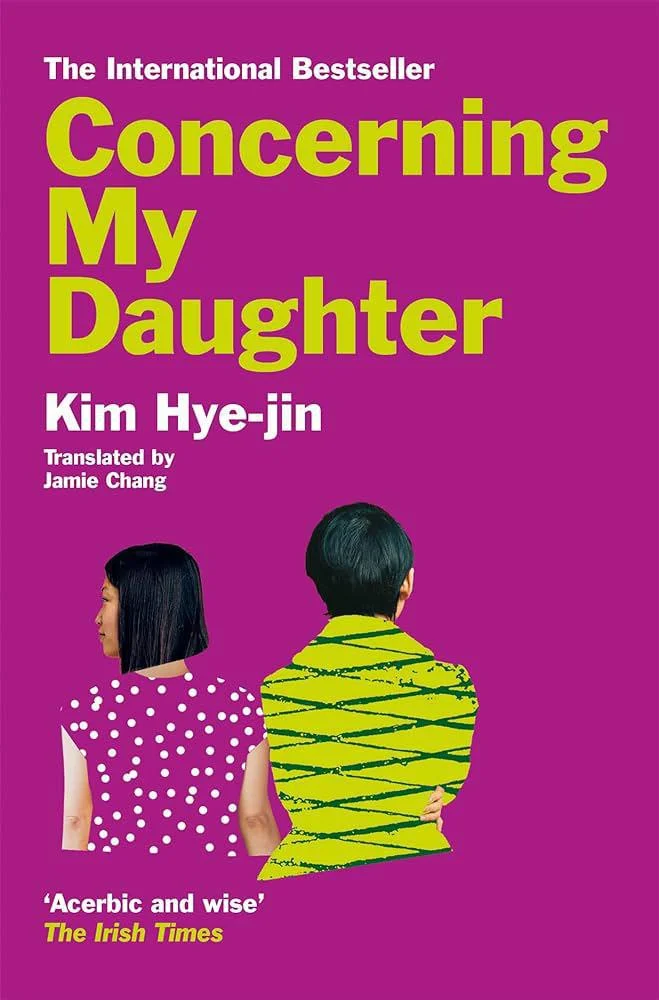 The International Bestseller
Concerning
My
Daughter
Kim Hye-jin
Translated by
Jamie Chang
‘Acerbic and wise’
The Irish Times